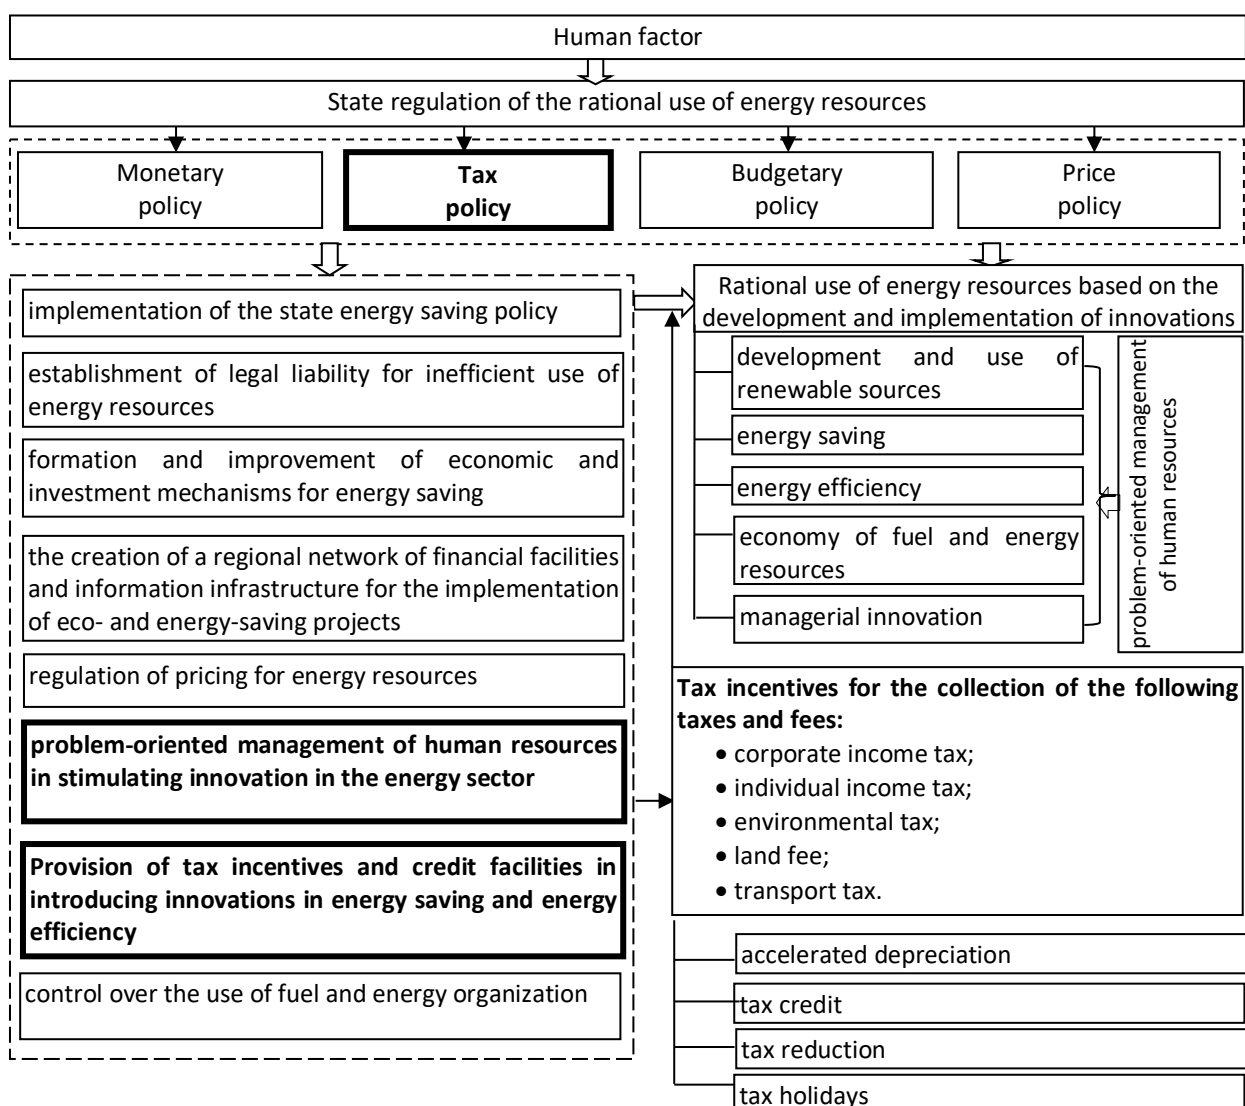 Human factor
State regulation of the rational use of energy resources
Monetary
policy
Tax
policy
Budgetary
policy
Price
policy
implementation of the state energy saving policy
establishment of legal liability for inefficient use of
energy resources
formation and improvement of economic and
investment mechanisms for energy saving
the creation of a regional network of financial facilities
and information infrastructure for the implementation
of eco- and energy-saving projects
regulation of pricing for energy resources
problem-oriented management of human resources
in stimulating innovation in the energy sector
Provision of tax incentives and credit facilities in
introducing innovations in energy saving and energy
efficiency
control over the use of fuel and energy organization
Rational use of energy resources based on the
development and implementation of innovations
development and use of
renewable sources
energy saving
energy efficiency
economy of fuel and energy
resources
managerial innovation
problem-oriented management
of human resources
Tax incentives for the collection of the following
taxes and fees:
• corporate income tax;
• individual income tax;
• environmental tax;
• land fee;
• transport tax.
accelerated depreciation
tax credit
tax reduction
tax holidays